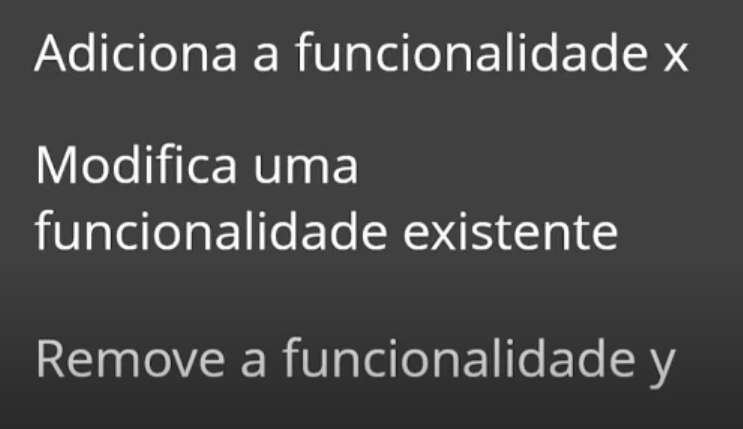 Adiciona a funcionalidade x
Modifica uma
funcionalidade existente
Remove a funcionalidade y